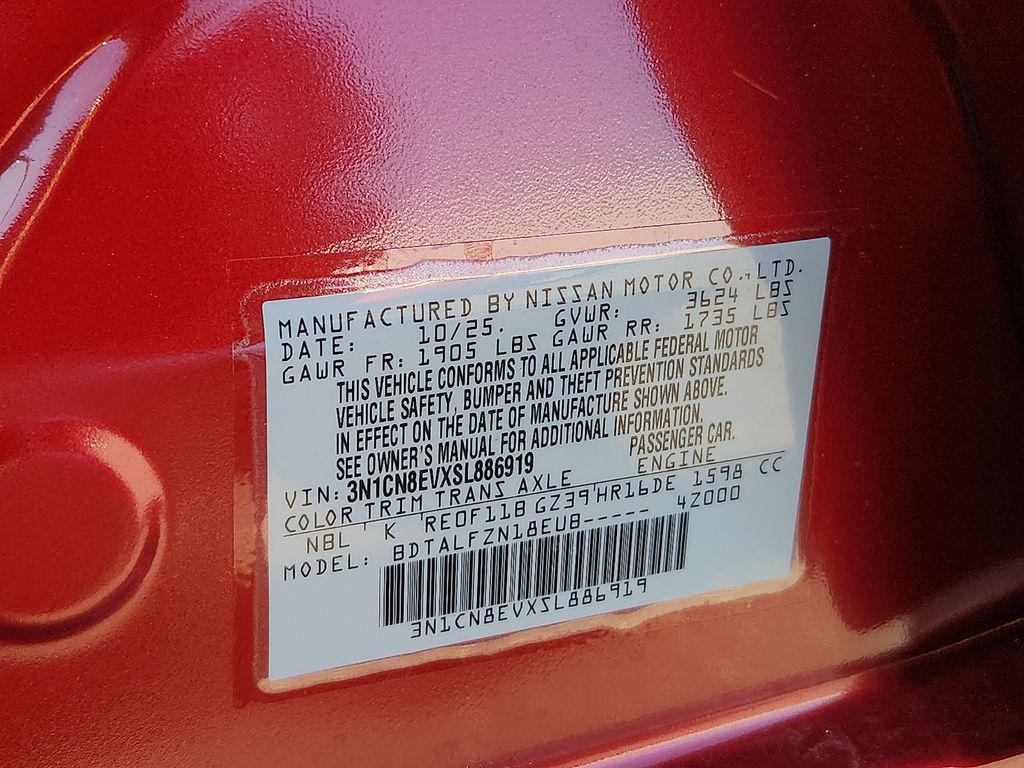 MANUFACTURED BY NISSAN MOTOR CO., LTD.
DATE: 10/25. GVWR: 3624 LBS
GAWR FR: 1905 LBS GAWR RR: 1735 LBS
THIS VEHICLE CONFORMS TO ALL APPLICABLE FEDERAL MOTOR
VEHICLE SAFETY, BUMPER AND THEFT PREVENTION STANDARDS
IN EFFECT ON THE DATE OF MANUFACTURE SHOWN ABOVE.
SEE OWNER'S MANUAL FOR ADDITIONAL INFORMATION.
VIN: 3N1CN8EVXSL886919 PASSENGER CAR.
COLOR TRIM TRANS AXLE ENGINE
NBL K RE0F11B GZ39 HR16DE 1598 CC
MODEL: BDTALFZN18EUB----- 4Z000
3N1CN8EVXSL886919